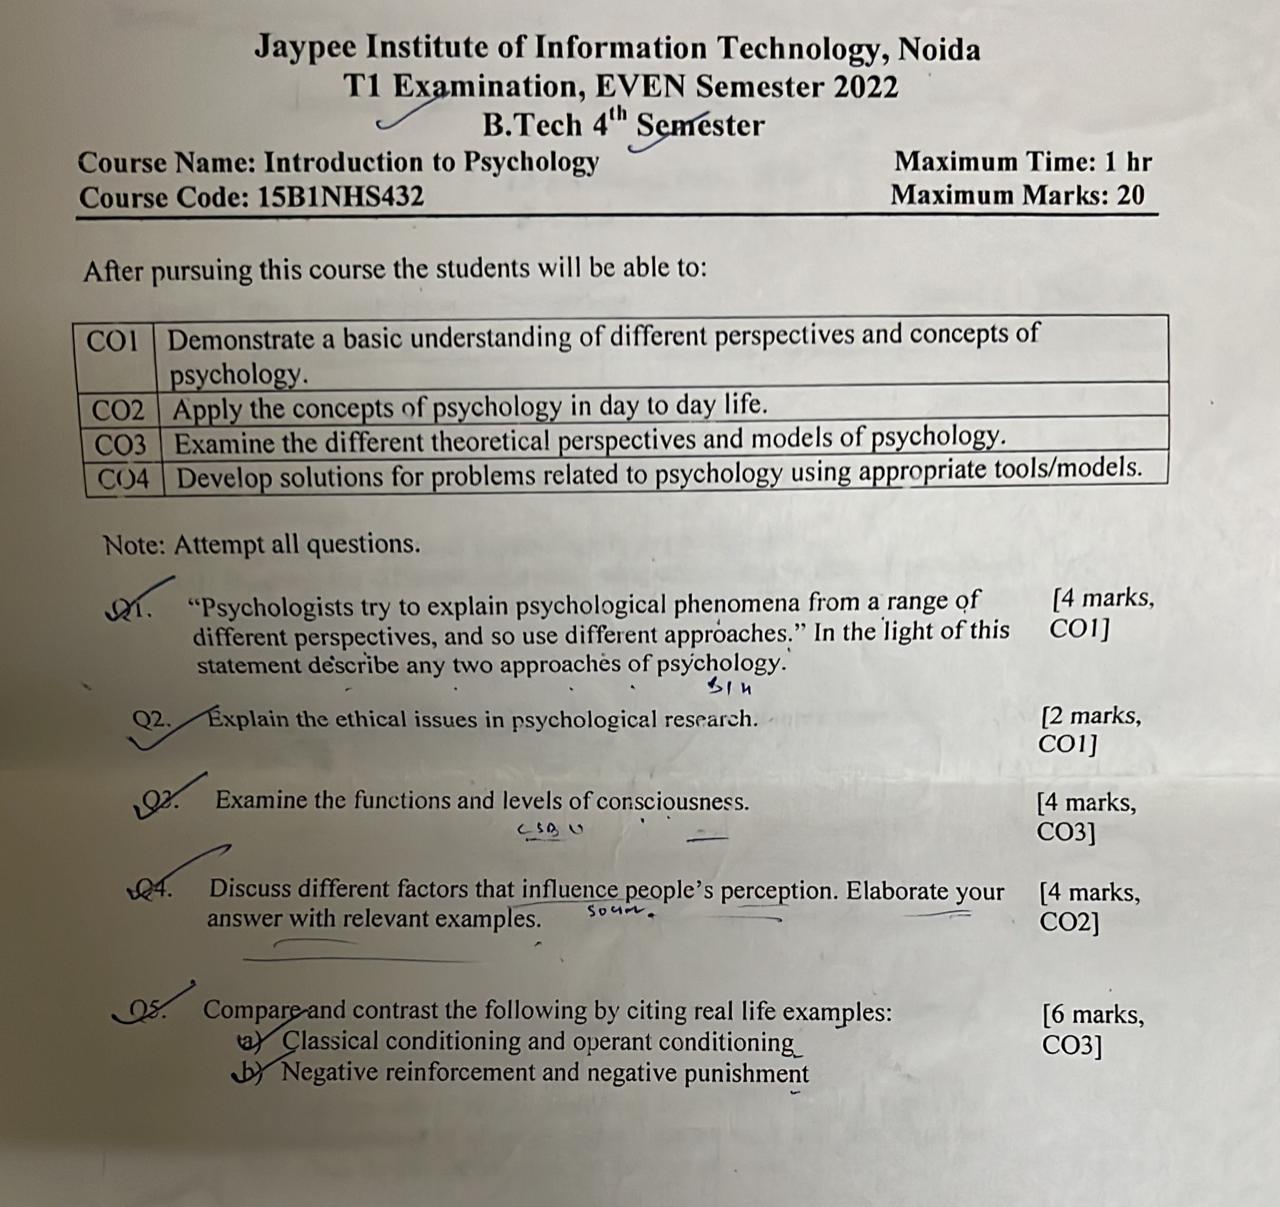 Jaypee Institute of Information Technology, Noida
T1 Examination, EVEN Semester 2022
B.Tech 4th Semester
Course Name: Introduction to Psychology Maximum Time: 1 hr
Course Code: 15B1NHS432 Maximum Marks: 20
After pursuing this course the students will be able to:
CO1 Demonstrate a basic understanding of different perspectives and concepts of
psychology.
CO2 Apply the concepts of psychology in day to day life.
CO3 Examine the different theoretical perspectives and models of psychology.
CO4 Develop solutions for problems related to psychology using appropriate tools/models.
Note: Attempt all questions.
Q1. “Psychologists try to explain psychological phenomena from a range of [4 marks,
different perspectives, and so use different approaches.” In the light of this CO1]
statement describe any two approaches of psychology.
Q2. Explain the ethical issues in psychological research. [2 marks,
CO1]
Q3. Examine the functions and levels of consciousness. [4 marks,
CO3]
Q4. Discuss different factors that influence people’s perception. Elaborate your [4 marks,
answer with relevant examples. CO2]
Q5. Compare and contrast the following by citing real life examples: [6 marks,
(a) Classical conditioning and operant conditioning CO3]
b) Negative reinforcement and negative punishment